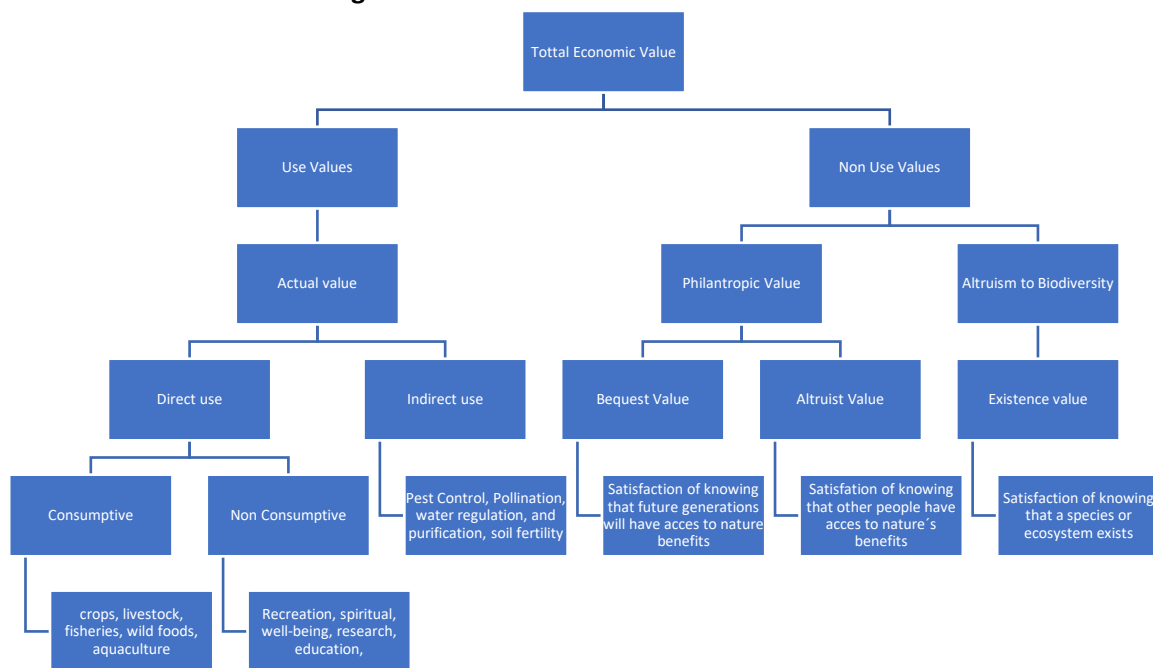 Tottal Economic Value
Use Values
Non Use Values
Actual value
Philantropic Value
Altruism to Biodiversity
Direct use
Indirect use
Bequest Value
Altruist Value
Existence value
Consumptive
Non Consumptive
Pest Control, Pollination,
water regulation, and
purification, soil fertility
Satisfaction of knowing
that future generations
will have acces to nature
benefits
Satisfation of knowing
that other people have
acces to nature´s
benefits
Satisfaction of knowing
that a species or
ecosystem exists
crops, livestock,
fisheries, wild foods,
aquaculture
Recreation, spiritual,
well-being, research,
education,